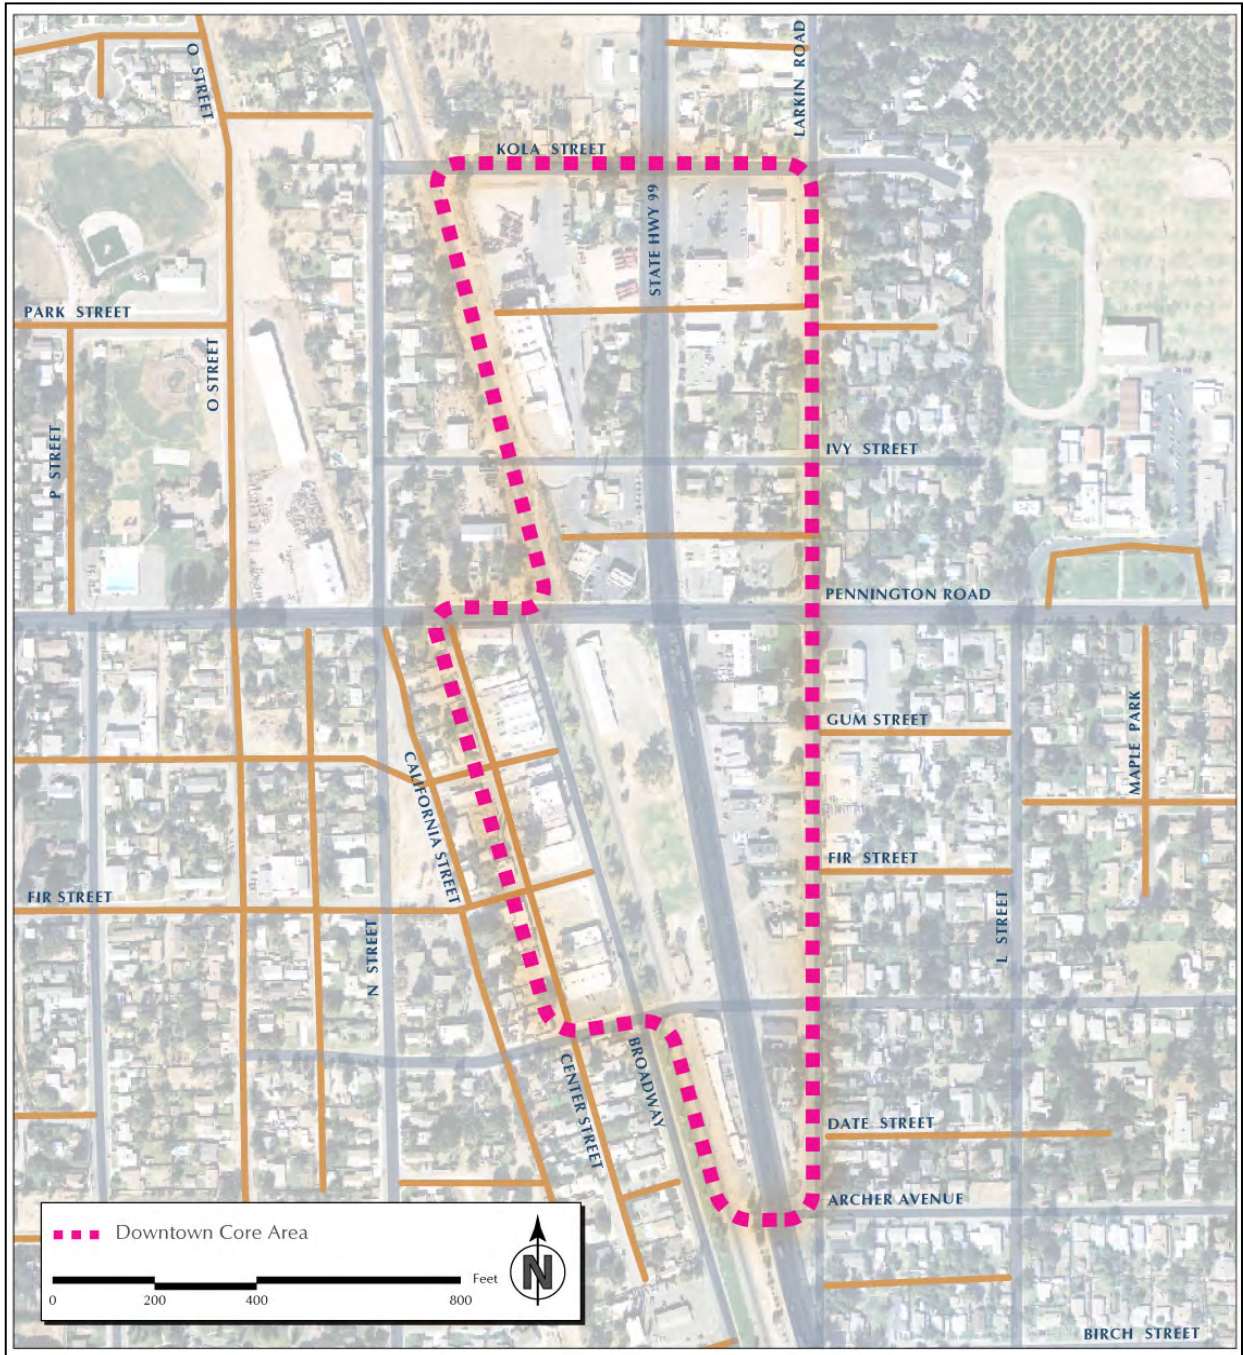 O STREET
LARKIN ROAD
KOLA STREET
STATE HWY 99
PARK STREET
O STREET
P STREET
IVY STREET
PENNINGTON ROAD
GUM STREET
MAPLE PARK
CALIFORNIA STREET
FIR STREET
FIR STREET
L STREET
N STREET
BROADWAY
CENTER STREET
DATE STREET
ARCHER AVENUE
Downtown Core Area
N
Feet
0 200 400 800
BIRCH STREET